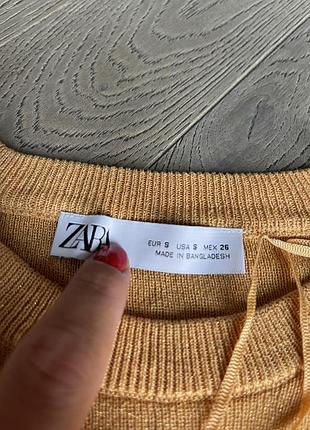 ZARA
EUR S USA S MEX 26
MADE IN BANGLADESH